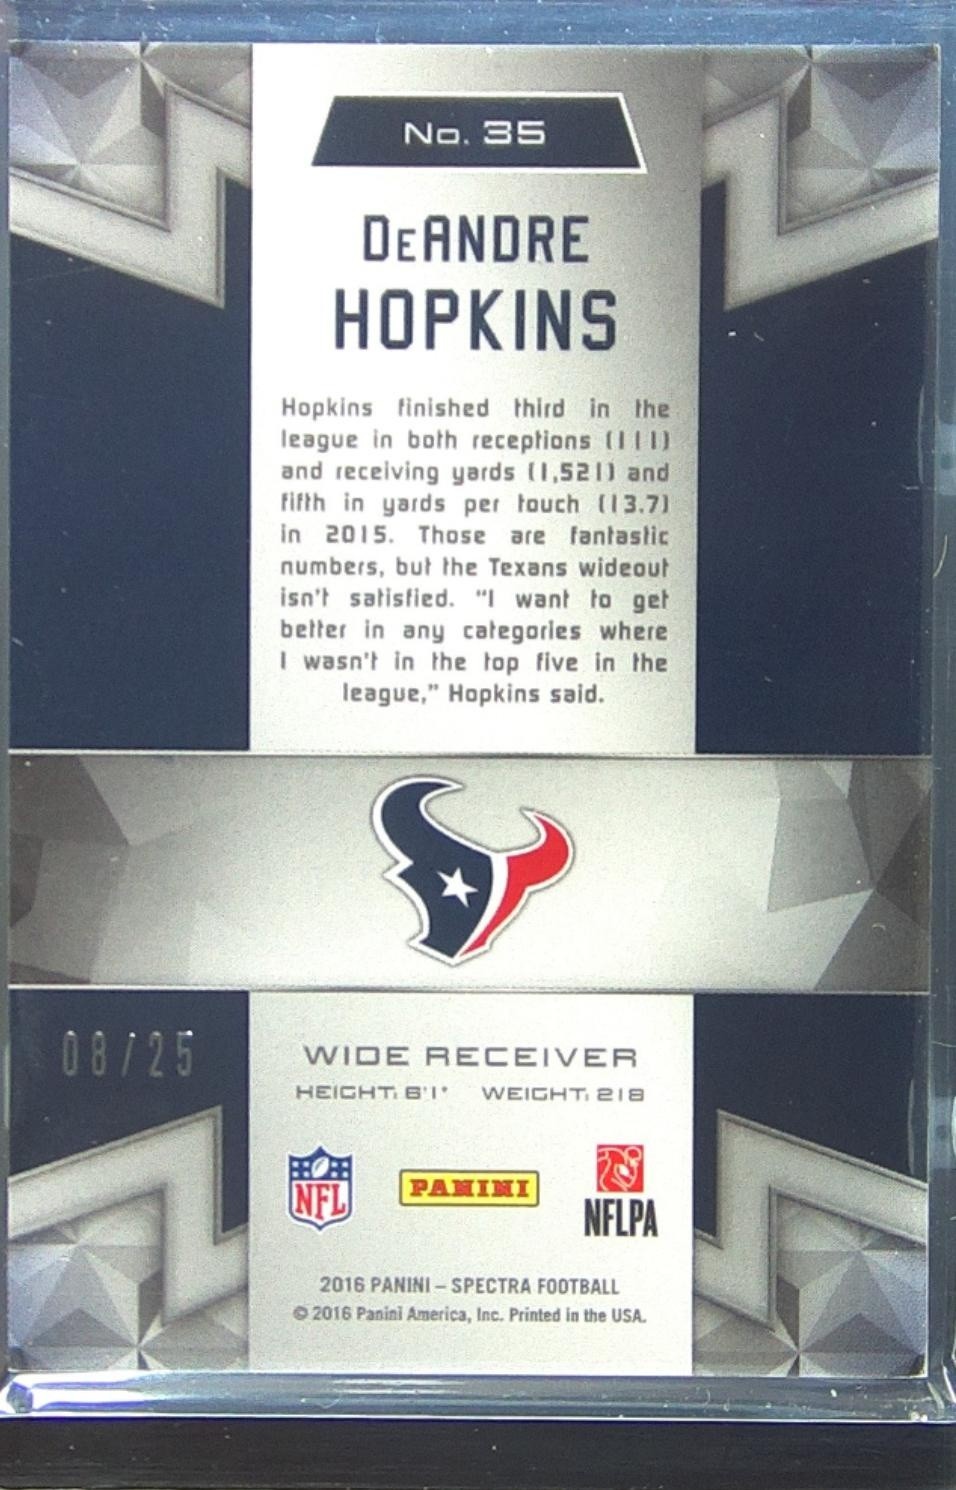 No. 35
DeANDRE
HOPKINS
Hopkins finished third in the
league in both receptions (111)
and receiving yards (1,521) and
fifth in yards per touch (13.7)
in 2015. Those are fantastic
numbers, but the Texans wideout
isn't satisfied. "I want to get
better in any categories where
I wasn't in the top five in the
league," Hopkins said.
08/25
WIDE RECEIVER
HEIGHT: 6'1" WEIGHT: 218
NFL
PANINI
NFLPA
2016 PANINI – SPECTRA FOOTBALL
© 2016 Panini America, Inc. Printed in the USA.